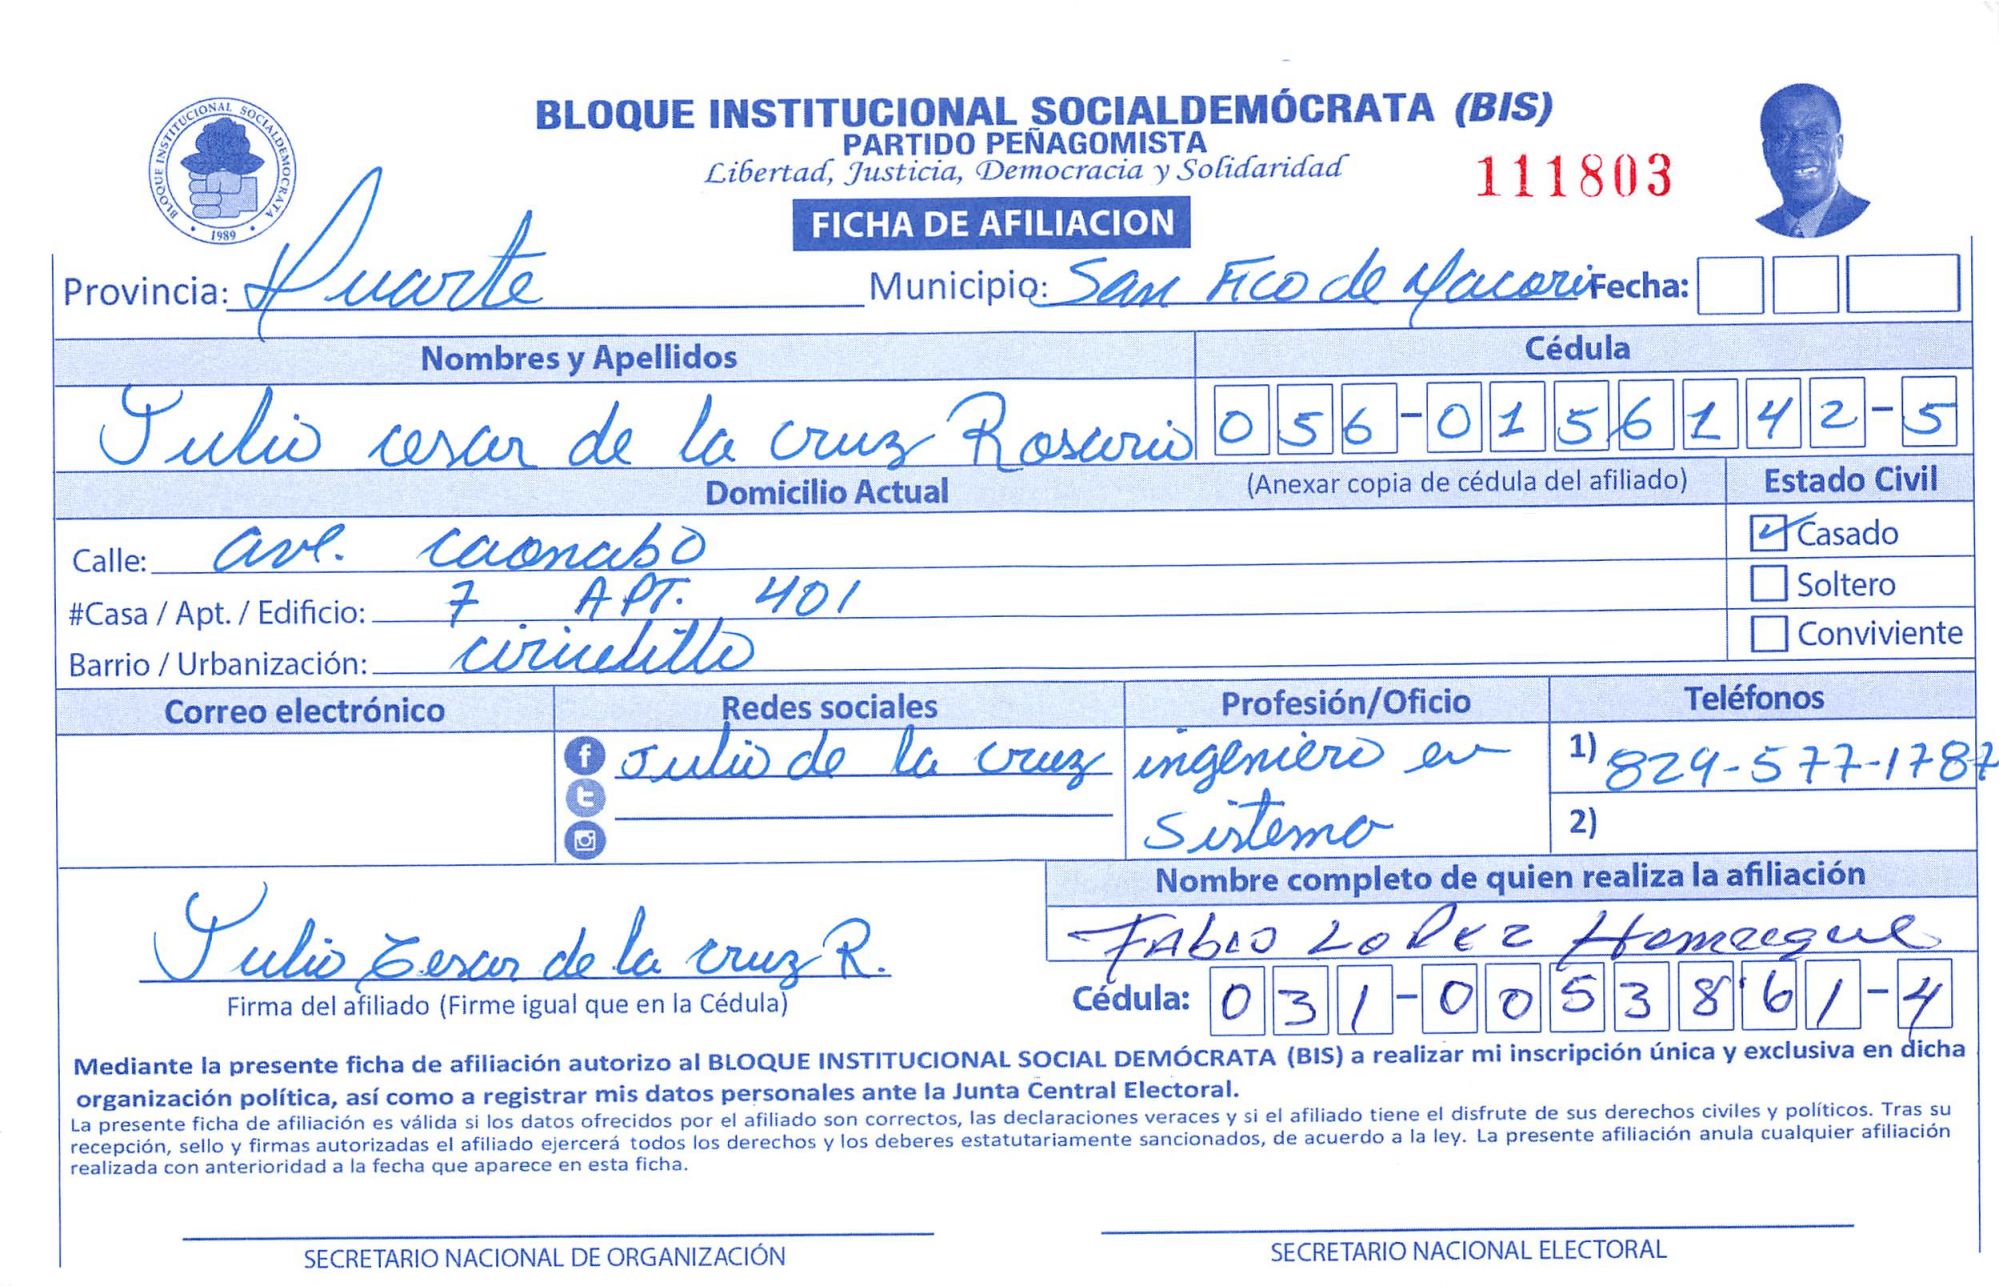 BLOQUE INSTITUCIONAL SOCIALDEMOCRATA
1989
BLOQUE INSTITUCIONAL SOCIALDEMÓCRATA (BIS)
PARTIDO PEÑAGOMISTA
Libertad, Justicia, Democracia y Solidaridad
111803
FICHA DE AFILIACION
Provincia: Duarte Municipio: San Fco de Macoris Fecha:
Nombres y Apellidos Cédula
Julio cesar de la cruz Rosario 056-0156142-5
Domicilio Actual (Anexar copia de cédula del afiliado) Estado Civil
Calle: ave. caonabo Casado
#Casa / Apt. / Edificio: 7 APT. 401 Soltero
Barrio / Urbanización: Conviviente
Correo electrónico Redes sociales Profesión/Oficio Teléfonos
Julio de la cruz ingeniero en 1) 829-577-1787
sistema 2)
Nombre completo de quien realiza la afiliación
Julio Cesar de la cruz R. FAbio LOPEZ
Firma del afiliado (Firme igual que en la Cédula) Cédula: 031-0053861-4
Mediante la presente ficha de afiliación autorizo al BLOQUE INSTITUCIONAL SOCIAL DEMÓCRATA (BIS) a realizar mi inscripción única y exclusiva en dicha
organización política, así como a registrar mis datos personales ante la Junta Central Electoral.
La presente ficha de afiliación es válida si los datos ofrecidos por el afiliado son correctos, las declaraciones veraces y si el afiliado tiene el disfrute de sus derechos civiles y políticos. Tras su
recepción, sello y firmas autorizadas el afiliado ejercerá todos los derechos y los deberes estatutariamente sancionados, de acuerdo a la ley. La presente afiliación anula cualquier afiliación
realizada con anterioridad a la fecha que aparece en esta ficha.
SECRETARIO NACIONAL DE ORGANIZACIÓN SECRETARIO NACIONAL ELECTORAL